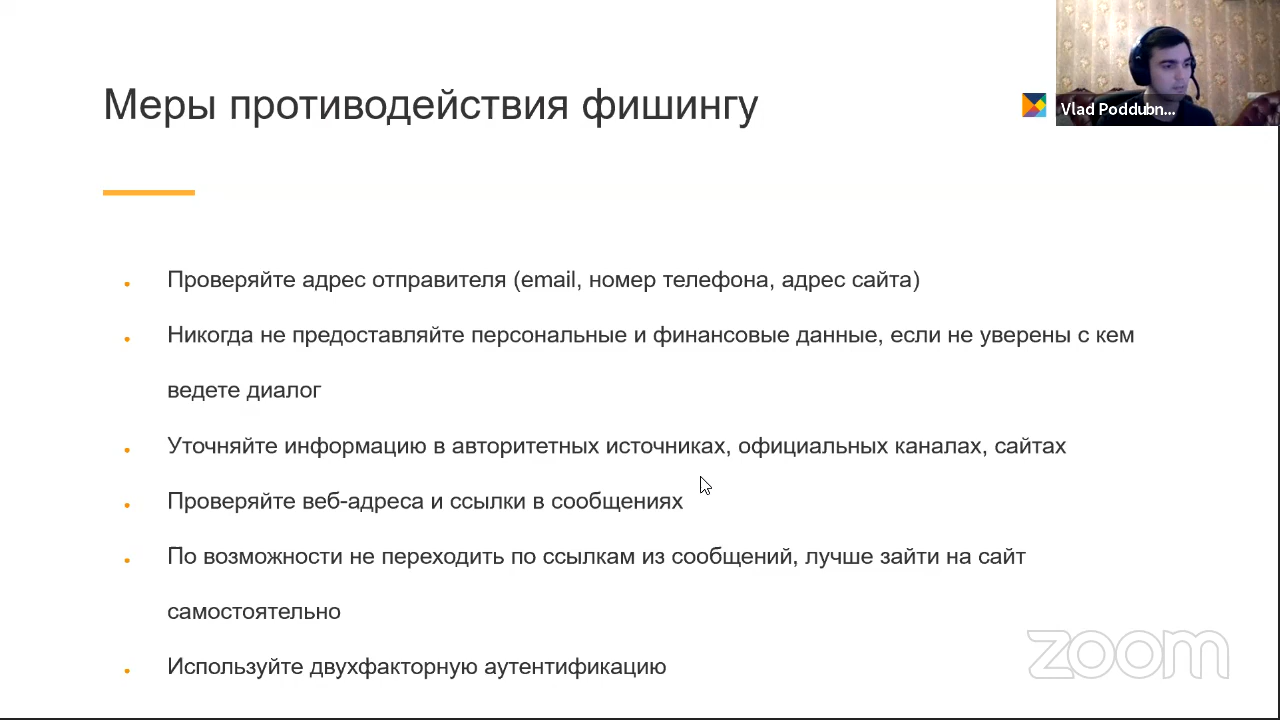 Меры противодействия фишингу
Vlad Poddubn...
Проверяйте адрес отправителя (email, номер телефона, адрес сайта)
Никогда не предоставляйте персональные и финансовые данные, если не уверены с кем
ведете диалог
Уточняйте информацию в авторитетных источниках, официальных каналах, сайтах
Проверяйте веб-адреса и ссылки в сообщениях
По возможности не переходить по ссылкам из сообщений, лучше зайти на сайт
самостоятельно
Используйте двухфакторную аутентификацию
zoom